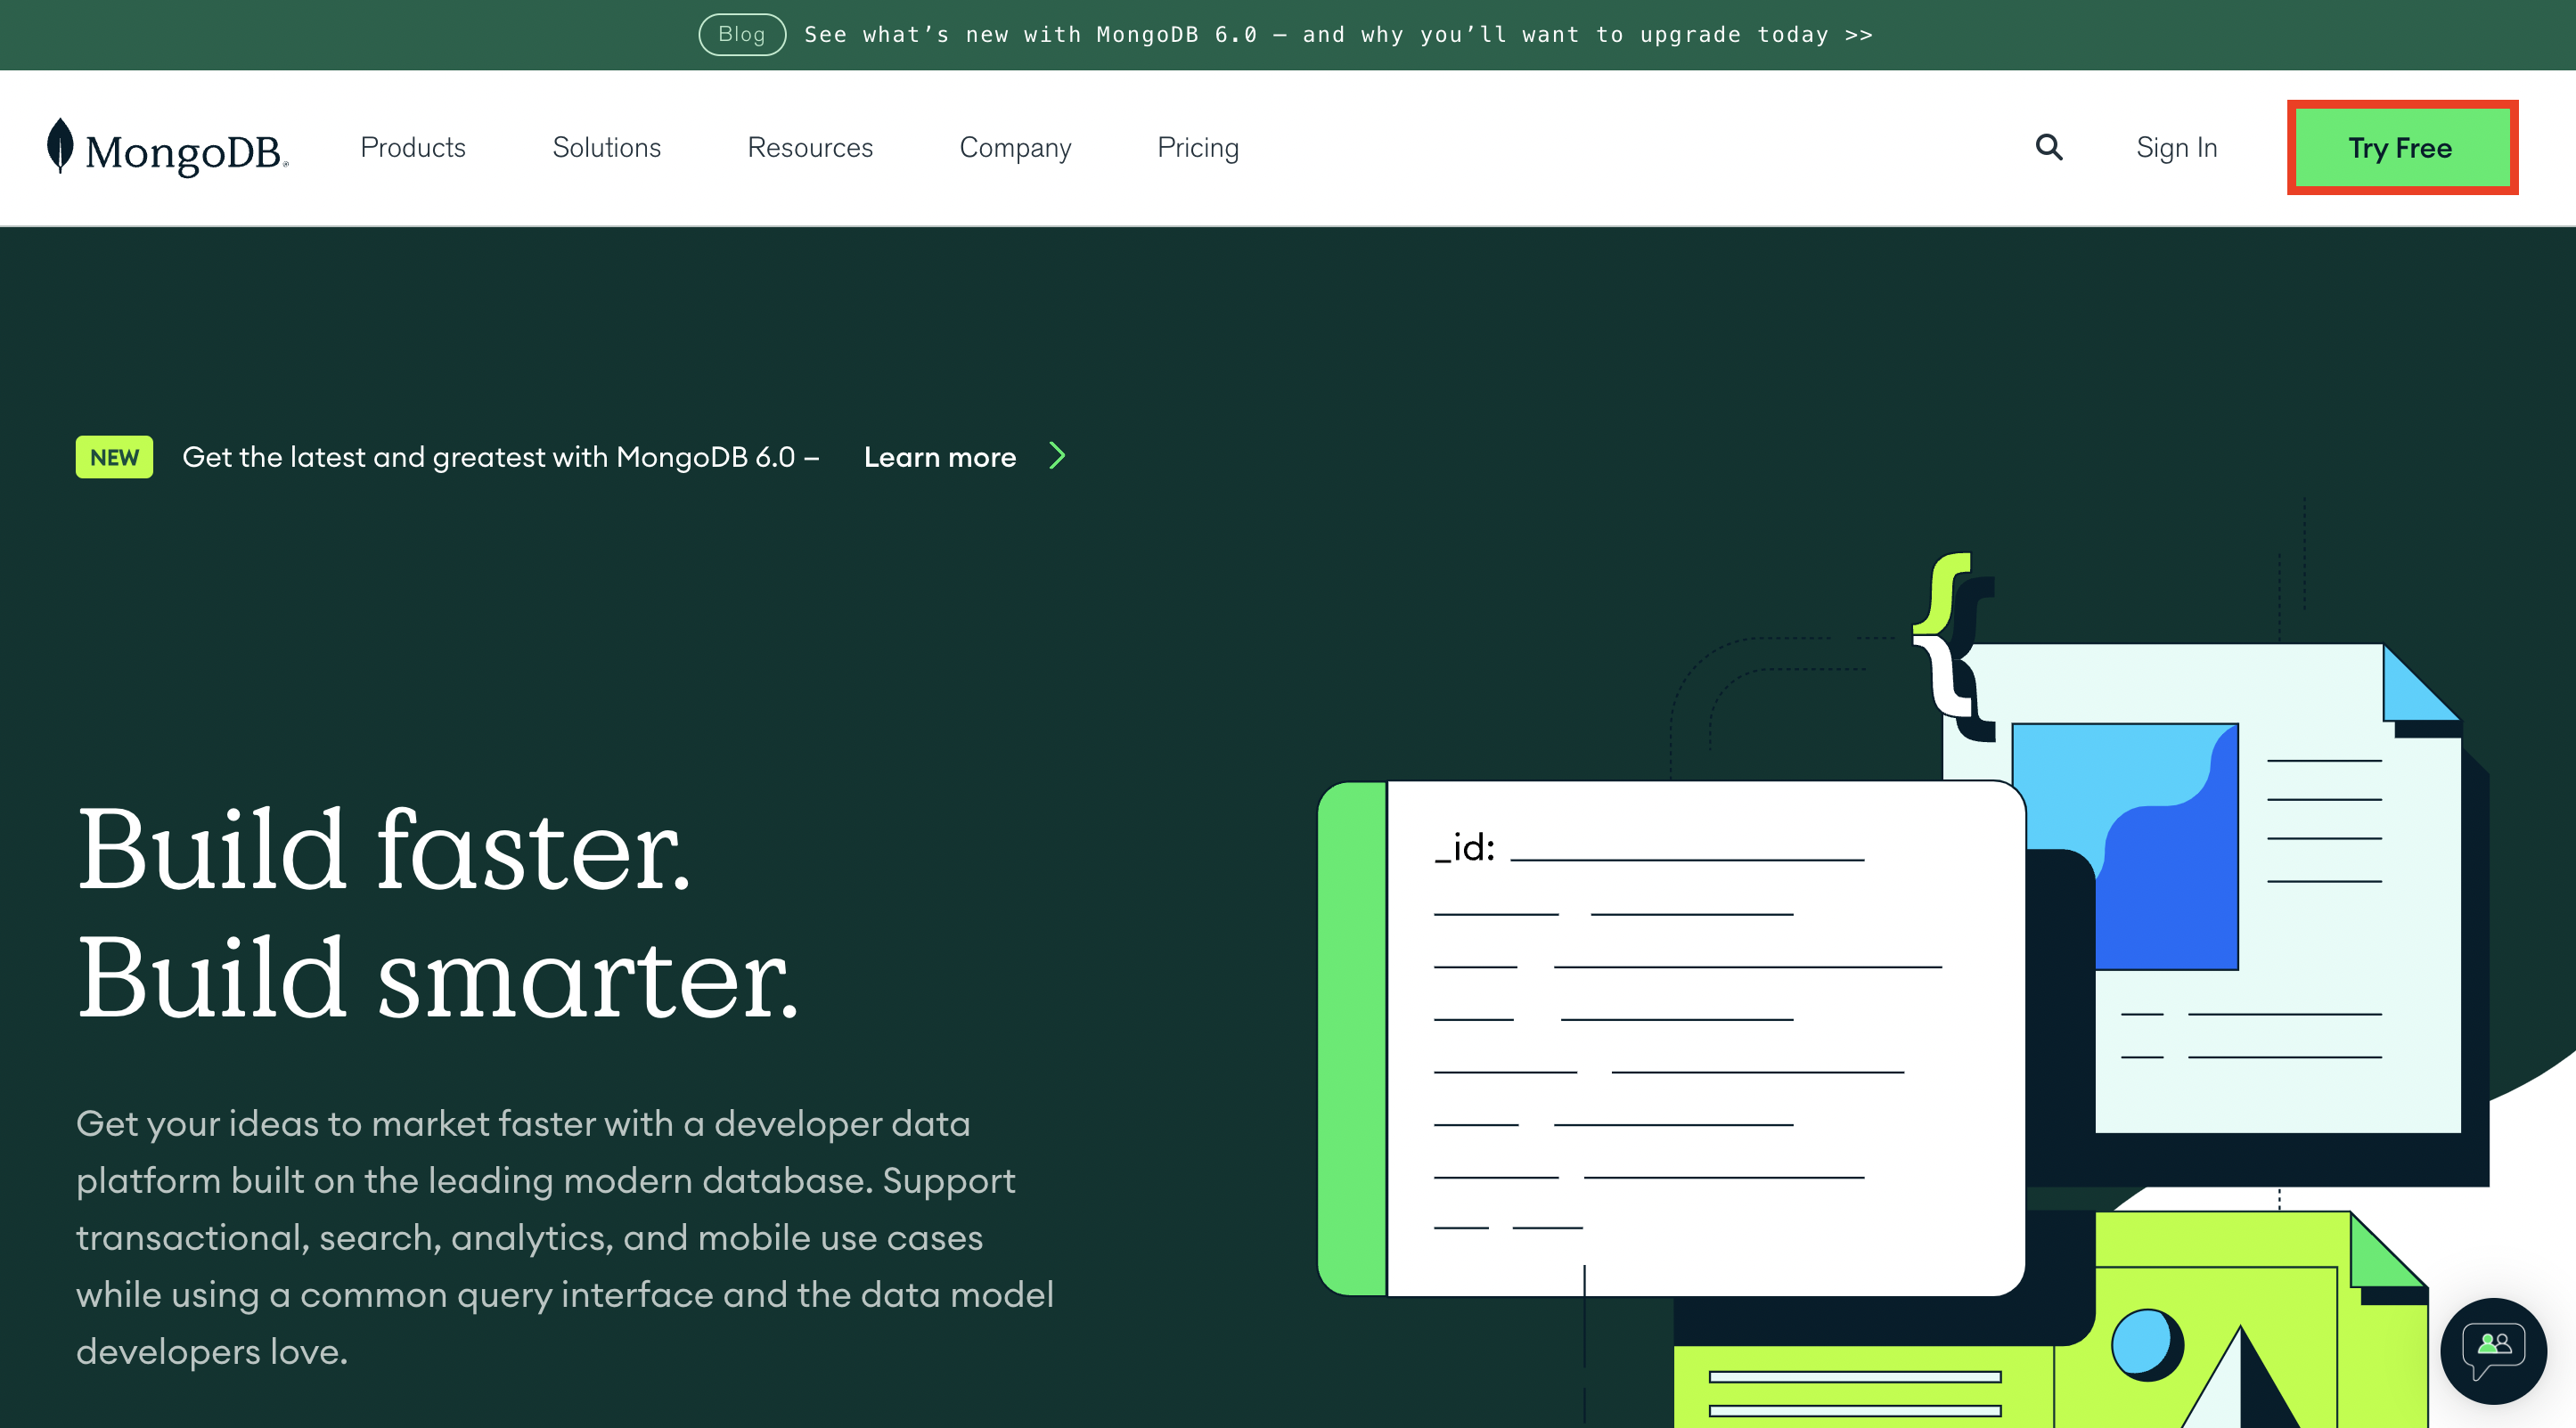 Blog See what’s new with MongoDB 6.0 — and why you’ll want to upgrade today >>
MongoDB® Products Solutions Resources Company Pricing Sign In Try Free
NEW Get the latest and greatest with MongoDB 6.0 – Learn more
Build faster.
Build smarter.
Get your ideas to market faster with a developer data
platform built on the leading modern database. Support
transactional, search, analytics, and mobile use cases
while using a common query interface and the data model
developers love.
{
_id: